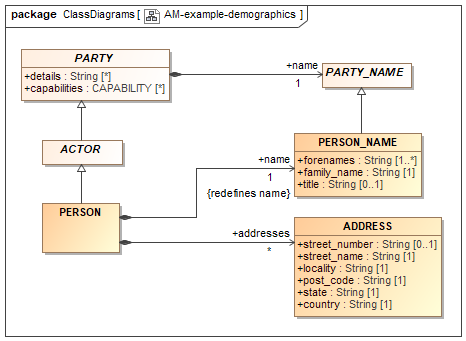 package ClassDiagrams [ AM-example-demographics ]
PARTY
+details : String [*]
+capabilities : CAPABILITY [*]
+name
1
PARTY_NAME
ACTOR
PERSON
+name
1
{redefines name}
PERSON_NAME
+forenames : String [1..*]
+family_name : String [1]
+title : String [0..1]
+addresses
*
ADDRESS
+street_number : String [0..1]
+street_name : String [1]
+locality : String [1]
+post_code : String [1]
+state : String [1]
+country : String [1]